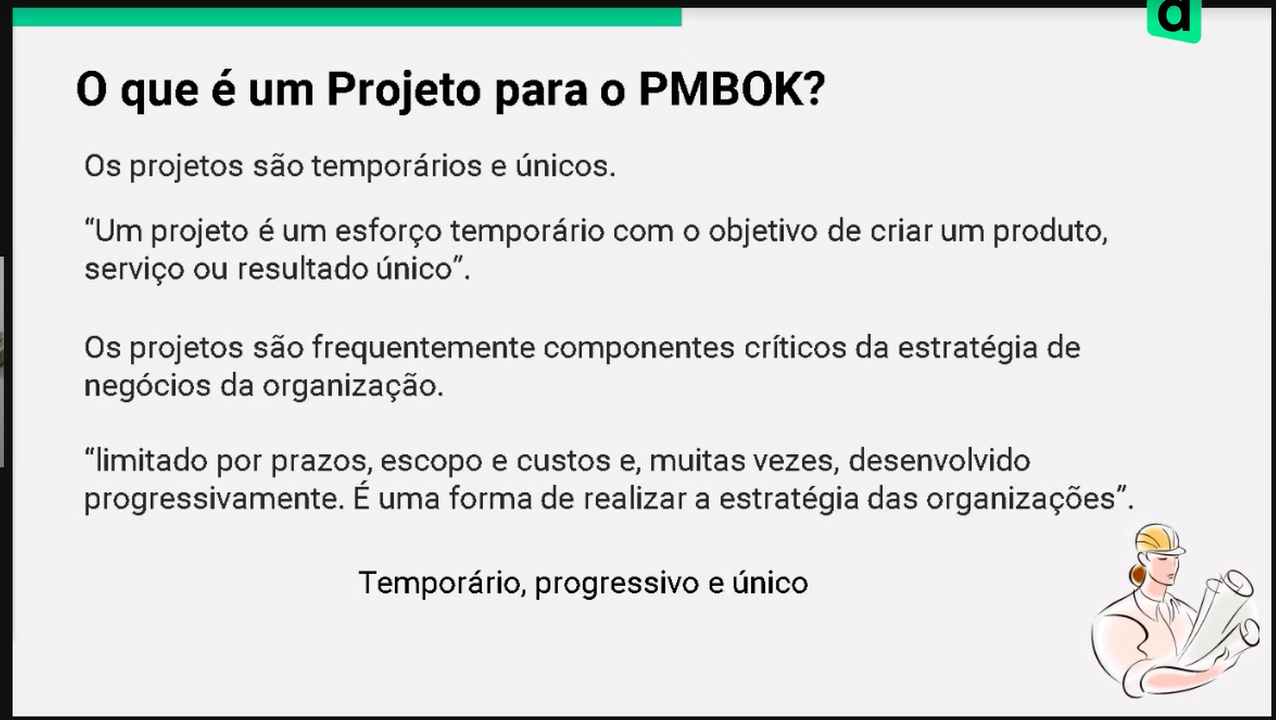 d
O que é um Projeto para o PMBOK?
Os projetos são temporários e únicos.
“Um projeto é um esforço temporário com o objetivo de criar um produto,
serviço ou resultado único”.
Os projetos são frequentemente componentes críticos da estratégia de
negócios da organização.
“limitado por prazos, escopo e custos e, muitas vezes, desenvolvido
progressivamente. É uma forma de realizar a estratégia das organizações”.
Temporário, progressivo e único